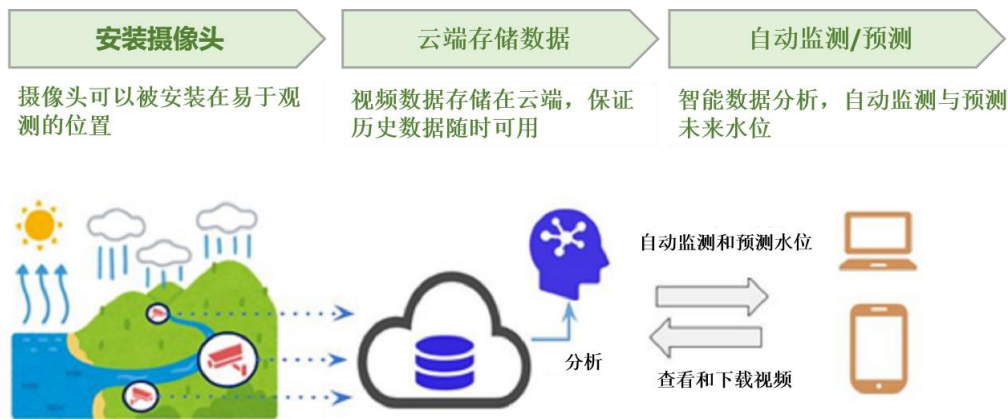 安装摄像头
云端存储数据
自动监测/预测
摄像头可以被安装在易于观
测的位置
视频数据存储在云端，保证
历史数据随时可用
智能数据分析，自动监测与预测
未来水位
自动监测和预测水位
分析
查看和下载视频